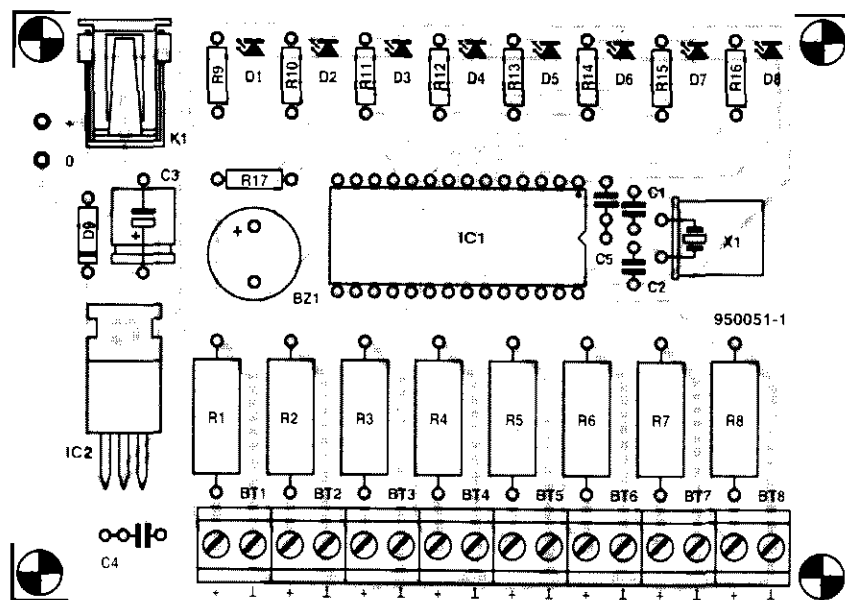 R9 D1 R10 D2 R11 D3 R12 D4 R13 D5 R14 D6 R15 D7 R16 D8
+
K1
0
C3
R17
C1
D9
+
+
IC1
X1
C5
C2
BZ1
950051-1
R1 R2 R3 R4 R5 R6 R7 R8
IC2
BT1 BT2 BT3 BT4 BT5 BT6 BT7 BT8
C4
+ ⊥ + ⊥ + ⊥ + ⊥ + ⊥ + ⊥ + ⊥ + ⊥